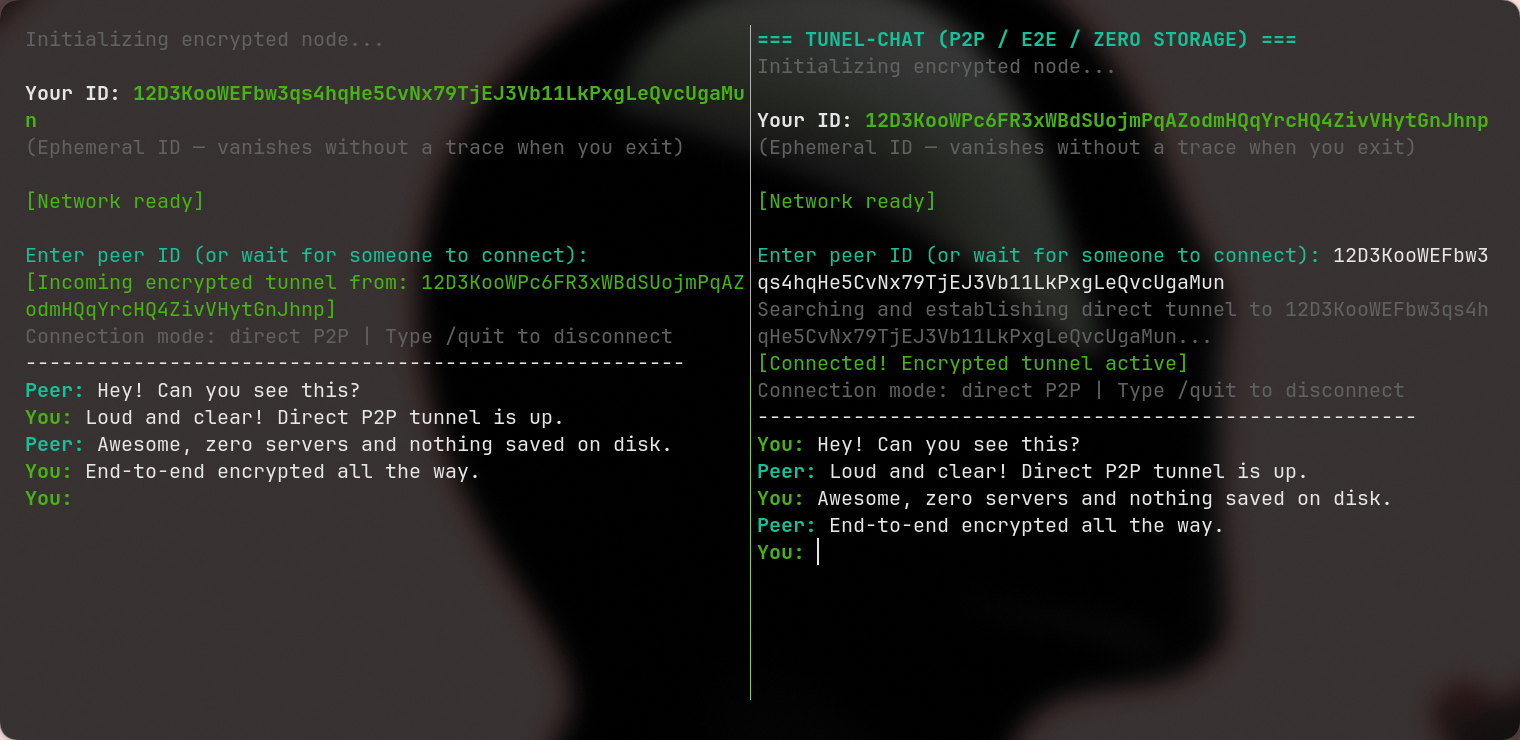 Initializing encrypted node...
Your ID: 12D3KooWEFbw3qs4hqHe5CvNx79TjEJ3Vb11LkPxgLeQvcUgaMu
n
(Ephemeral ID — vanishes without a trace when you exit)
[Network ready]
Enter peer ID (or wait for someone to connect):
[Incoming encrypted tunnel from: 12D3KooWPc6FR3xWBdSUojmPqAZ
odmHQqYrcHQ4ZivVHytGnJhnp]
Connection mode: direct P2P | Type /quit to disconnect
-------------------------------------------------------
Peer: Hey! Can you see this?
You: Loud and clear! Direct P2P tunnel is up.
Peer: Awesome, zero servers and nothing saved on disk.
You: End-to-end encrypted all the way.
You:
=== TUNEL-CHAT (P2P / E2E / ZERO STORAGE) ===
Initializing encrypted node...
Your ID: 12D3KooWPc6FR3xWBdSUojmPqAZodmHQqYrcHQ4ZivVHytGnJhnp
(Ephemeral ID — vanishes without a trace when you exit)
[Network ready]
Enter peer ID (or wait for someone to connect): 12D3KooWEFbw3
qs4hqHe5CvNx79TjEJ3Vb11LkPxgLeQvcUgaMun
Searching and establishing direct tunnel to 12D3KooWEFbw3qs4h
qHe5CvNx79TjEJ3Vb11LkPxgLeQvcUgaMun...
[Connected! Encrypted tunnel active]
Connection mode: direct P2P | Type /quit to disconnect
-------------------------------------------------------
You: Hey! Can you see this?
Peer: Loud and clear! Direct P2P tunnel is up.
You: Awesome, zero servers and nothing saved on disk.
Peer: End-to-end encrypted all the way.
You: